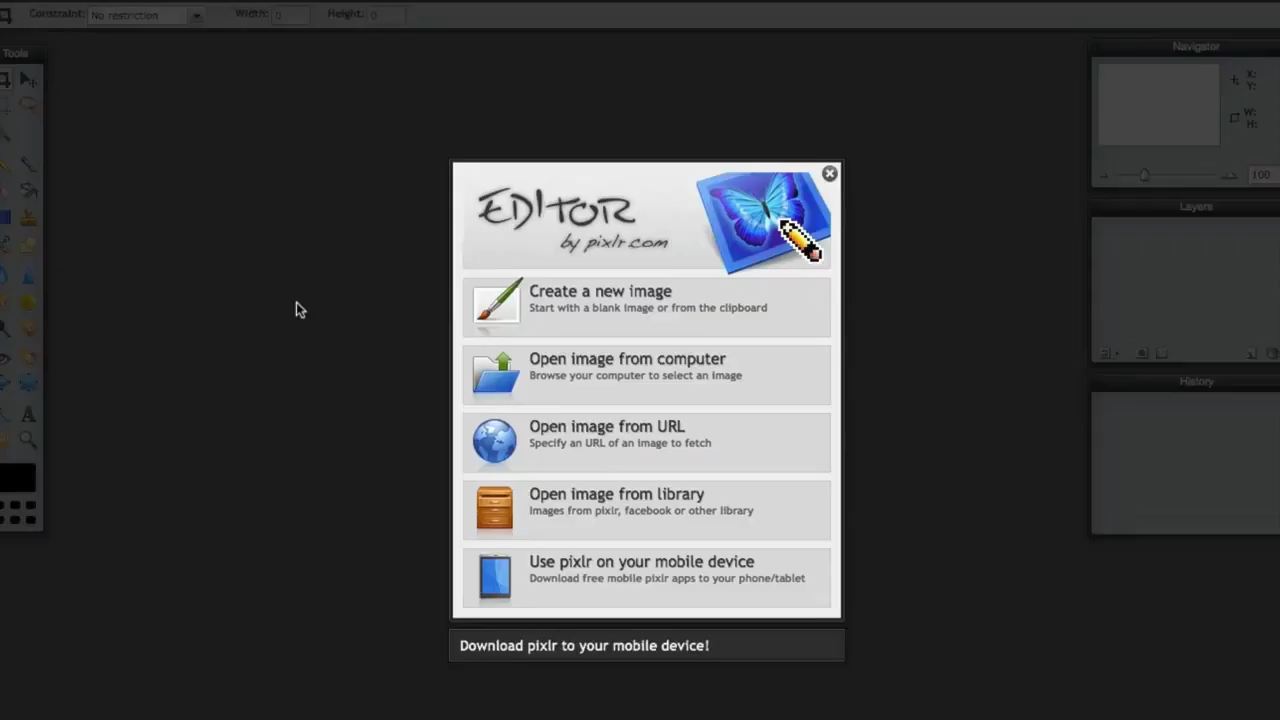 Constraint: No restriction Width: 0 Height: 0
Tools
Navigator
X:
Y:
W:
H:
100
Layers
History
EDITOR
by pixlr.com
Create a new image
Start with a blank image or from the clipboard
Open image from computer
Browse your computer to select an image
Open image from URL
Specify an URL of an image to fetch
Open image from library
Images from pixlr, facebook or other library
Use pixlr on your mobile device
Download free mobile pixlr apps to your phone/tablet
Download pixlr to your mobile device!